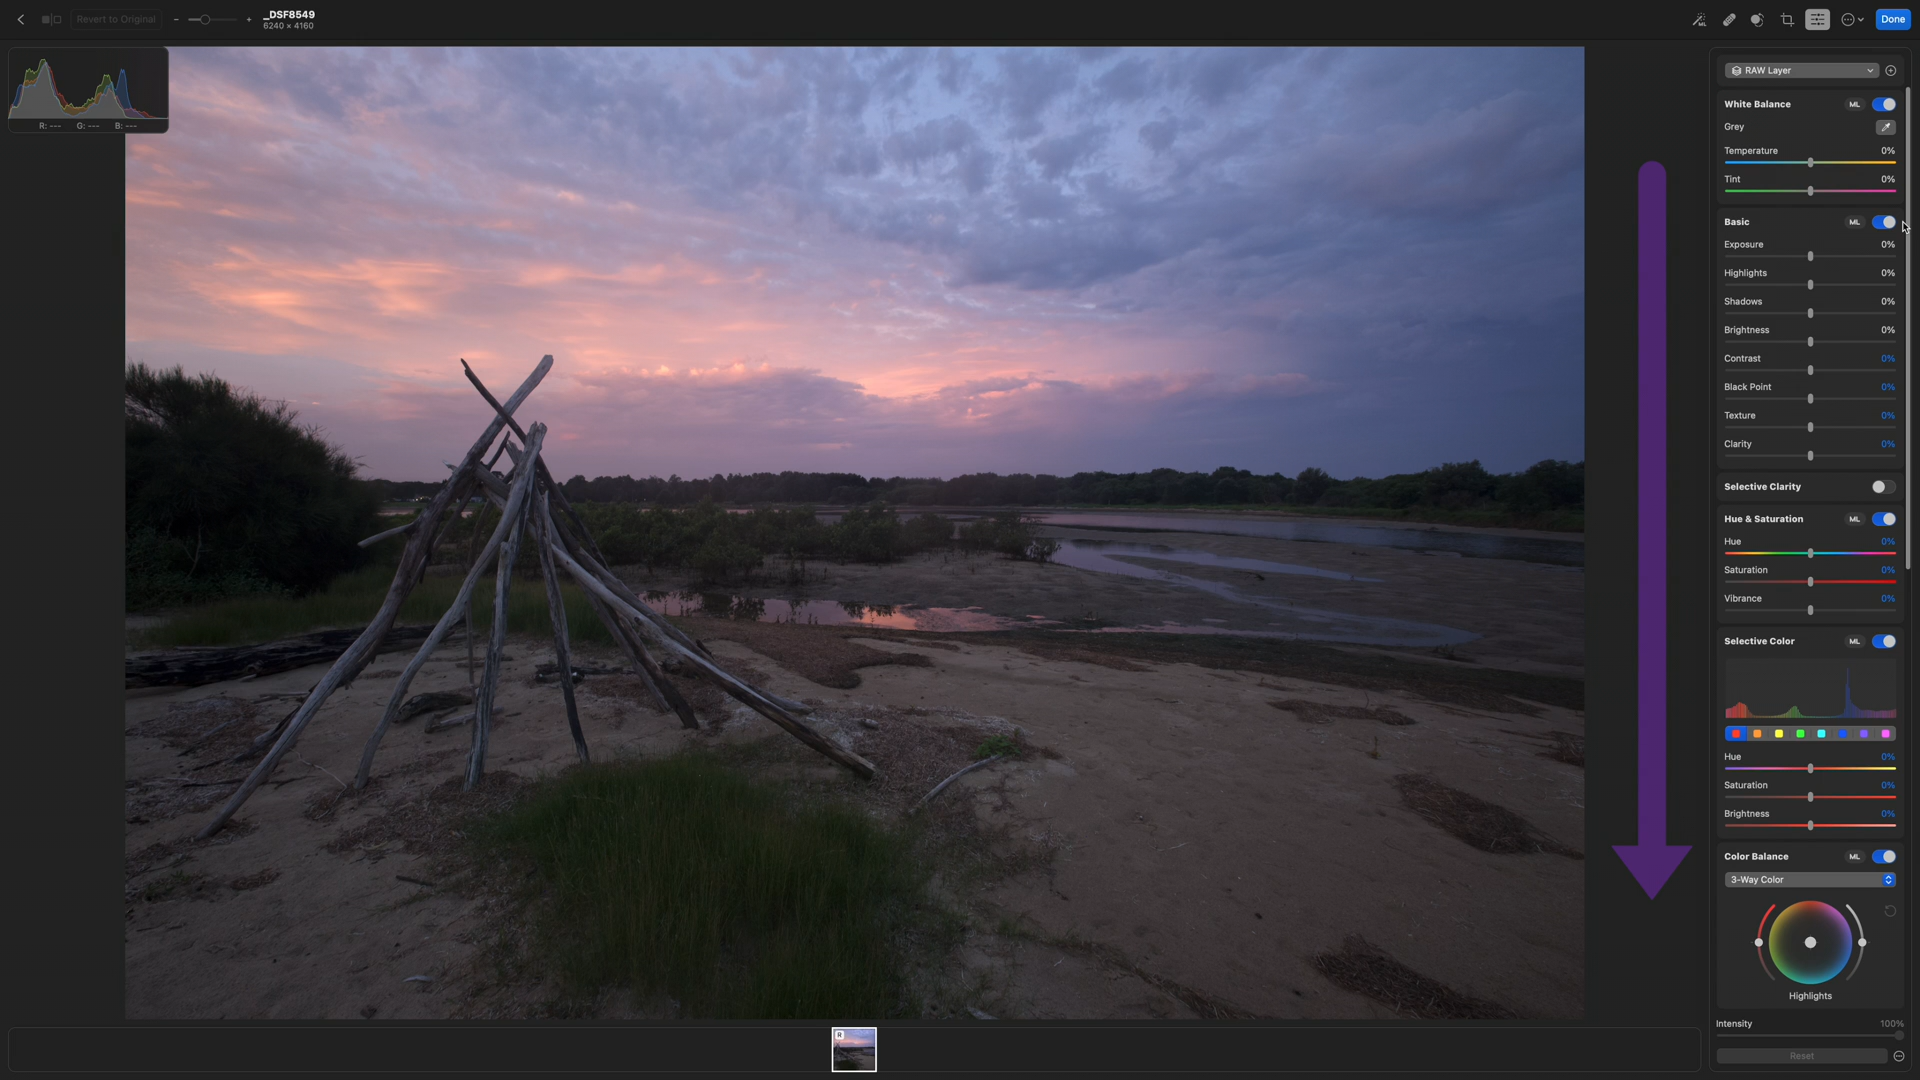 Revert to Original
_DSF8549
6240 × 4160
Done
R: --- G: --- B: ---
RAW Layer
White Balance ML
Grey
Temperature 0%
Tint 0%
Basic ML
Exposure 0%
Highlights 0%
Shadows 0%
Brightness 0%
Contrast 0%
Black Point 0%
Texture 0%
Clarity 0%
Selective Clarity
Hue & Saturation ML
Hue 0%
Saturation 0%
Vibrance 0%
Selective Color ML
Hue 0%
Saturation 0%
Brightness 0%
Color Balance ML
3-Way Color
Highlights
Intensity 100%
Reset
R